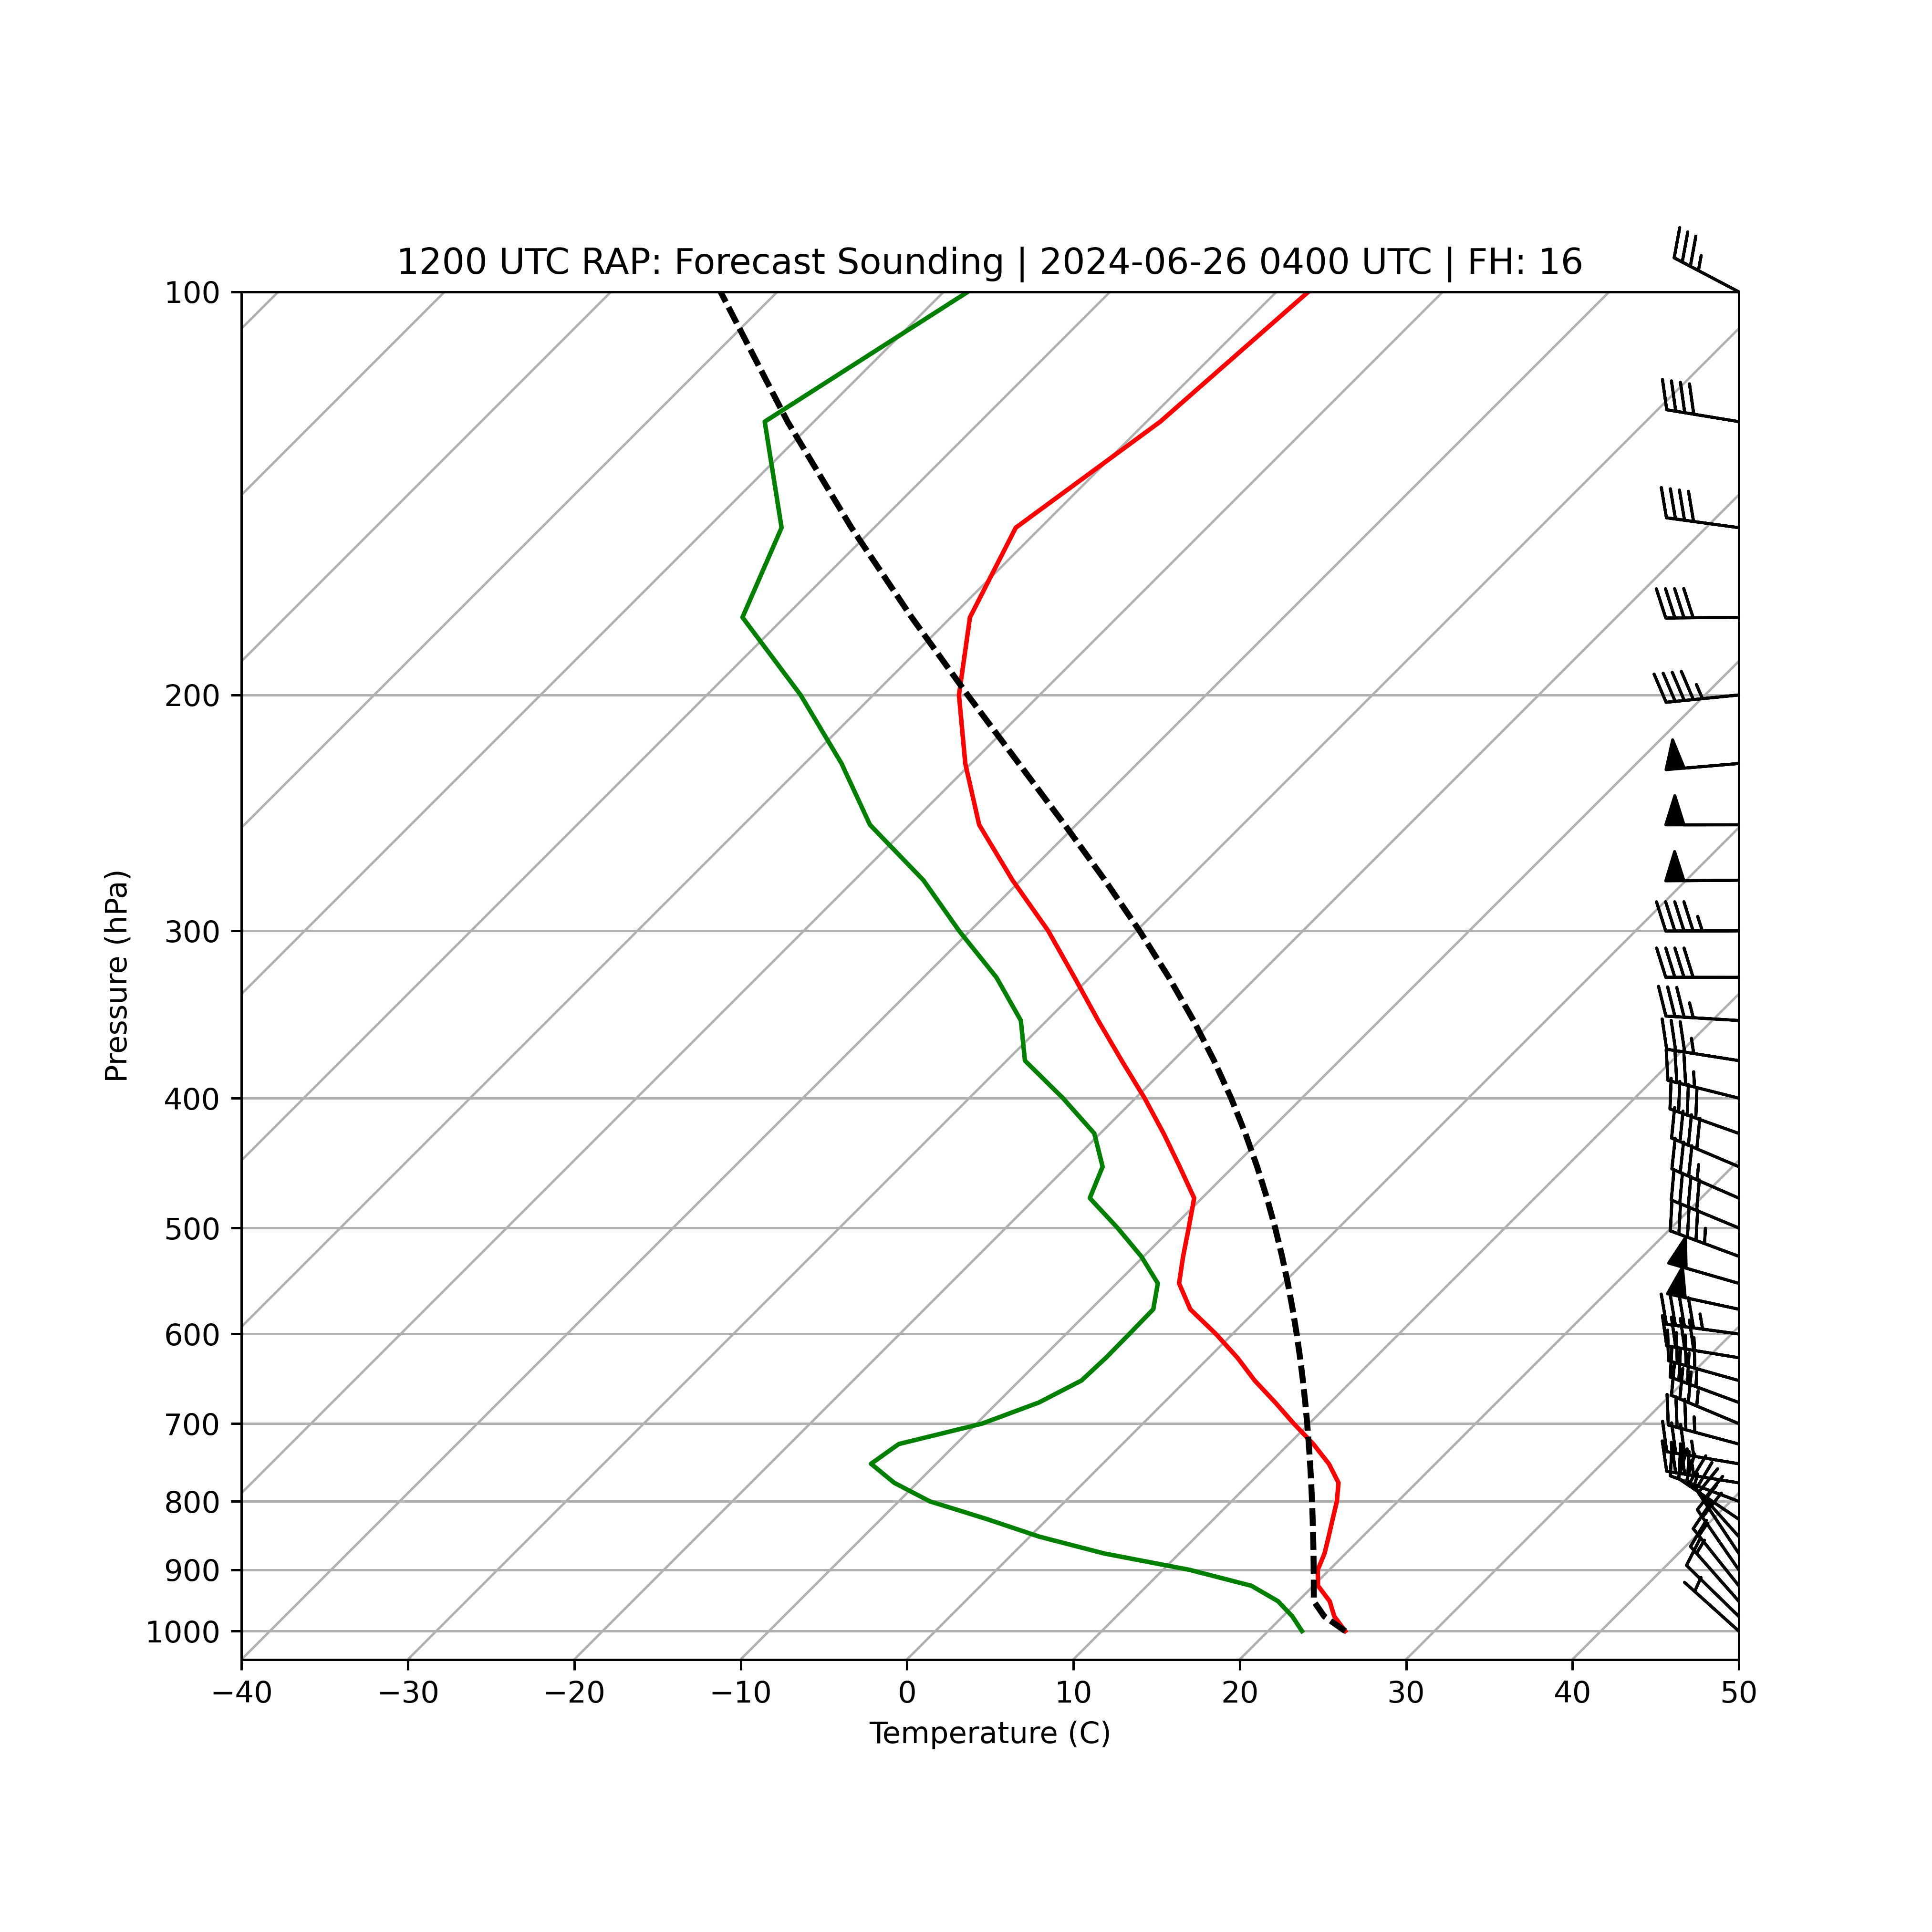 1200 UTC RAP: Forecast Sounding | 2024-06-26 0400 UTC | FH: 16
100
200
300
400
500
600
700
800
900
1000
Pressure (hPa)
−40 −30 −20 −10 0 10 20 30 40 50
Temperature (C)